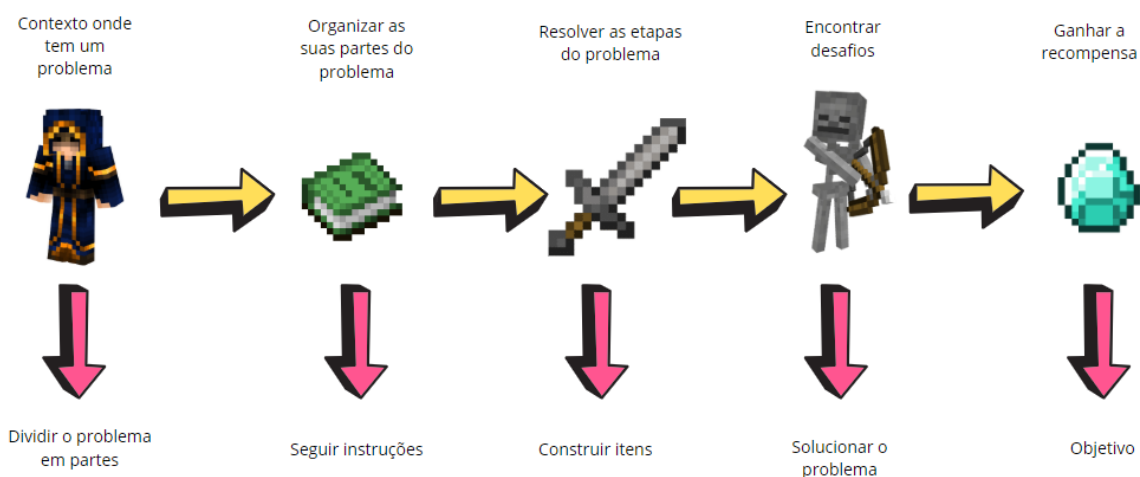 Contexto onde
tem um
problema
Organizar as
suas partes do
problema
Resolver as etapas
do problema
Encontrar
desafios
Ganhar a
recompensa
Dividir o problema
em partes
Seguir instruções
Construir itens
Solucionar o
problema
Objetivo